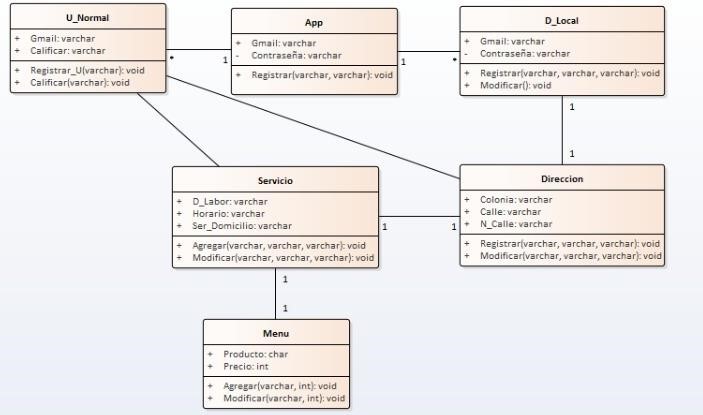 U_Normal
+ Gmail: varchar
+ Calificar: varchar
+ Registrar_U(varchar): void
+ Calificar(varchar): void
App
+ Gmail: varchar
- Contraseña: varchar
+ Registrar(varchar, varchar): void
D_Local
+ Gmail: varchar
- Contraseña: varchar
+ Registrar(varchar, varchar, varchar): void
+ Modificar(): void
*
1
1
*
1
1
Servicio
+ D_Labor: varchar
+ Horario: varchar
+ Ser_Domicilio: varchar
+ Agregar(varchar, varchar, varchar): void
+ Modificar(varchar, varchar, varchar): void
Direccion
+ Colonia: varchar
+ Calle: varchar
+ N_Calle: varchar
+ Registrar(varchar, varchar, varchar): void
+ Modificar(varchar, varchar, varchar): void
1
1
1
1
Menu
+ Producto: char
+ Precio: int
+ Agregar(varchar, int): void
+ Modificar(varchar, int): void